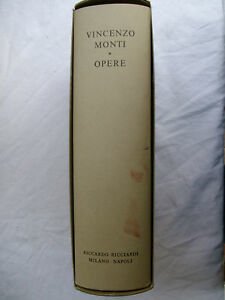 VINCENZO
MONTI
*
OPERE
RICCARDO RICCIARDI
MILANO NAPOLI